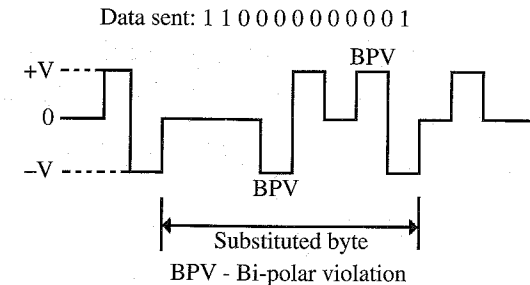 Data sent: 1 1 0 0 0 0 0 0 0 0 0 0 1
BPV
+V
0
−V
BPV
Substituted byte
BPV - Bi-polar violation